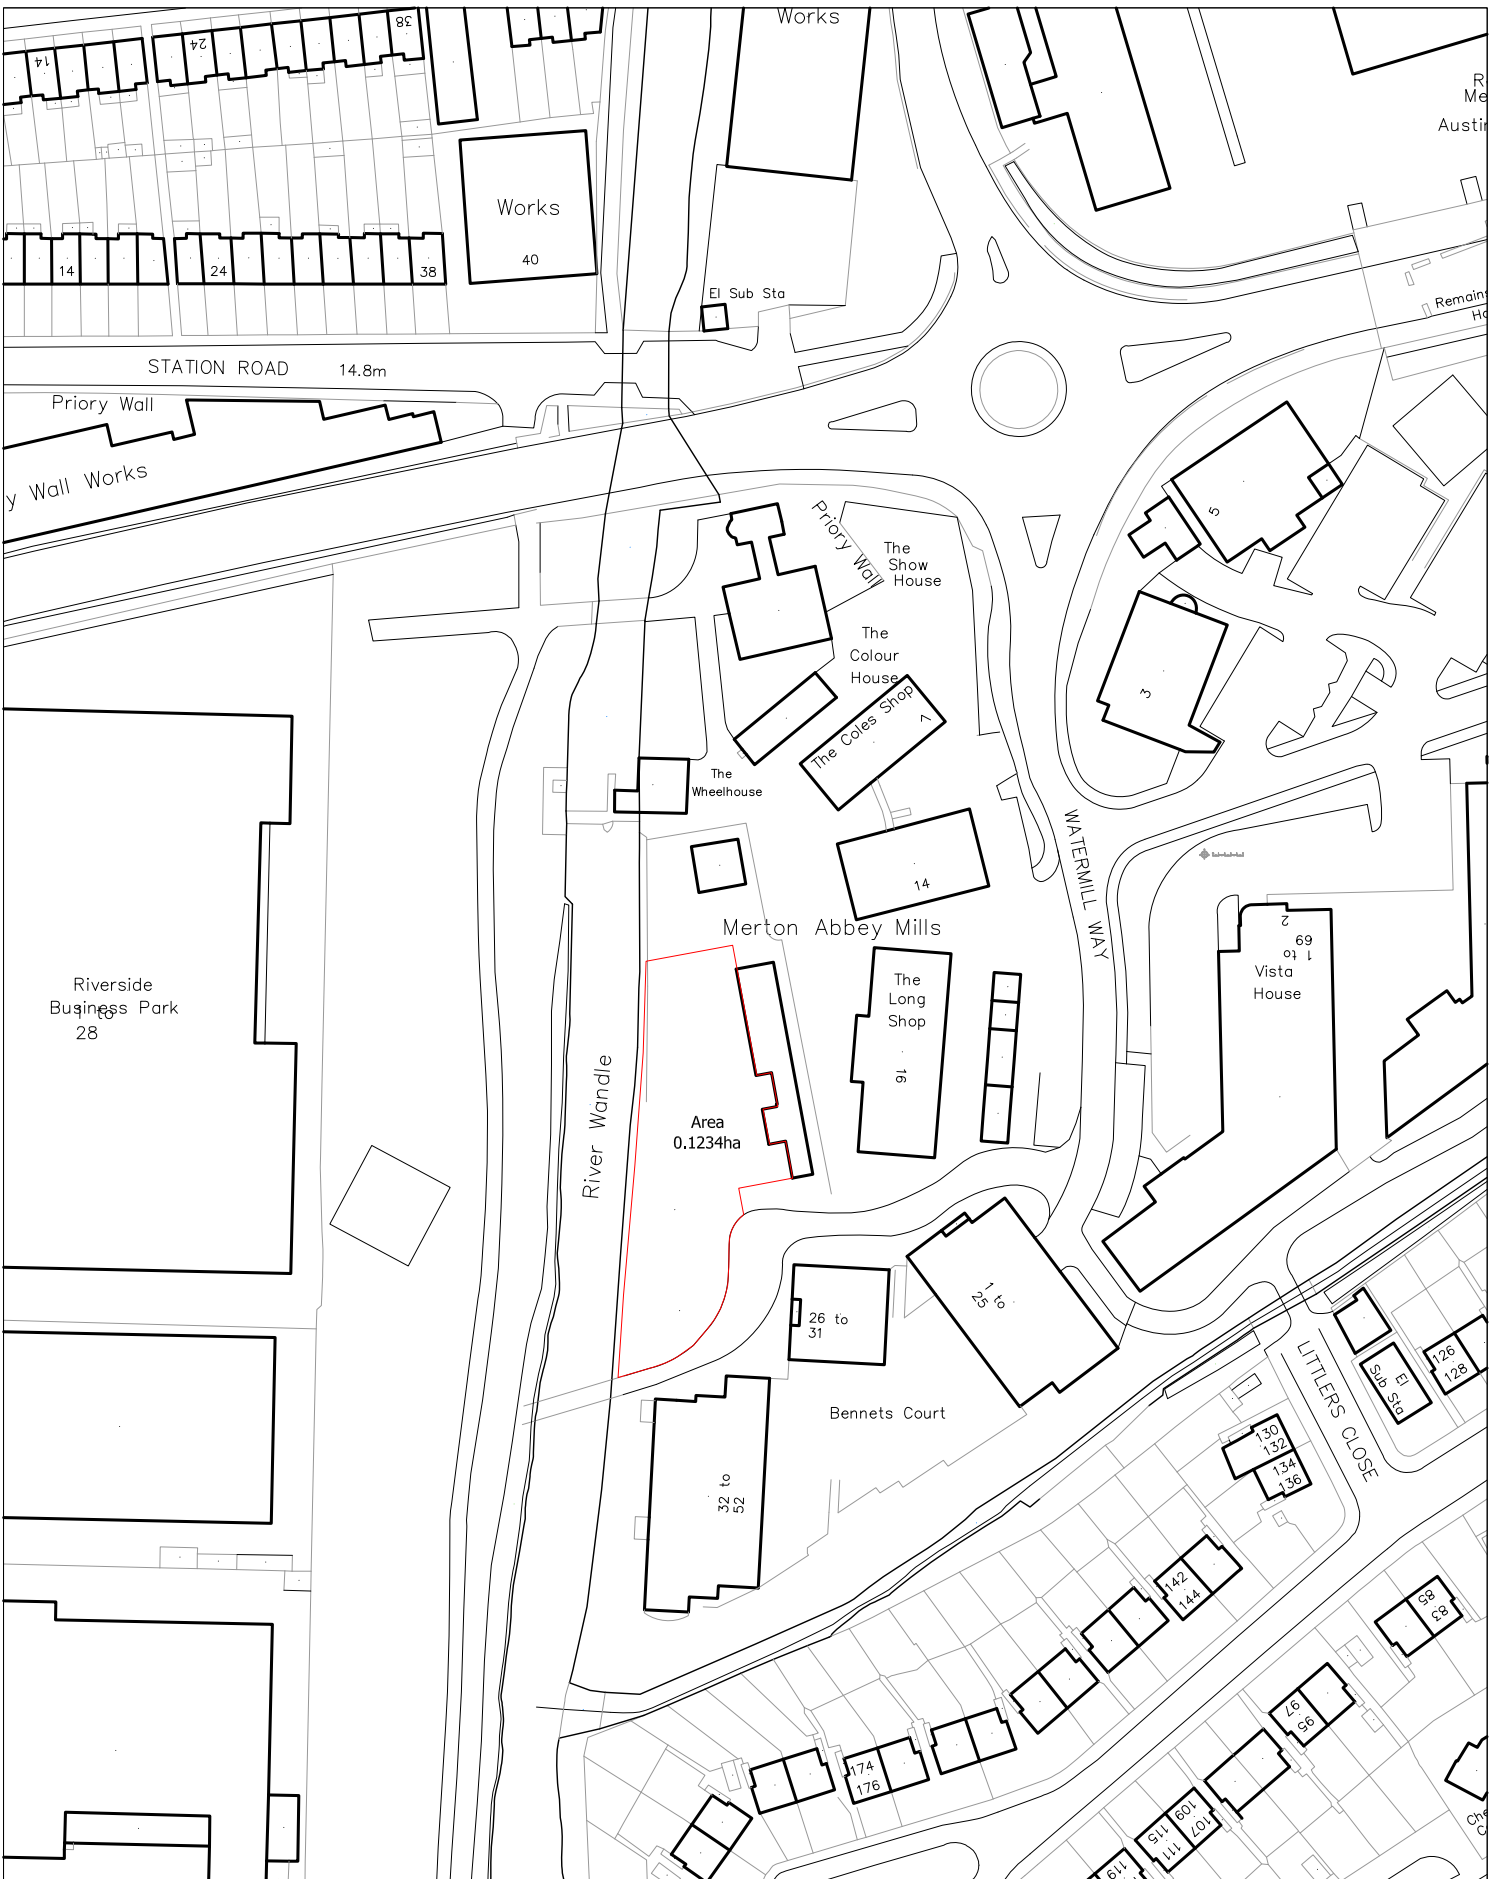 38
24
14
Works
Works
40
14
24
38
El Sub Sta
STATION ROAD
14.8m
Priory Wall
Wall Works
Austin
Remains
Priory Wall
The
Show
House
5
The
Colour
House
The Coles Shop
3
The
Wheelhouse
14
WATERMILL WAY
Merton Abbey Mills
2
1 to
69
Vista
House
The
Long
Shop
16
Riverside
Business Park
1 to
28
River Wandle
Area
0.1234ha
1 to
25
26 to
31
Bennets Court
32 to
52
LITTLERS CLOSE
El
Sub Sta
126
128
130
132
134
136
142
144
174
176
85
83
97
95
109
107
115
111
119